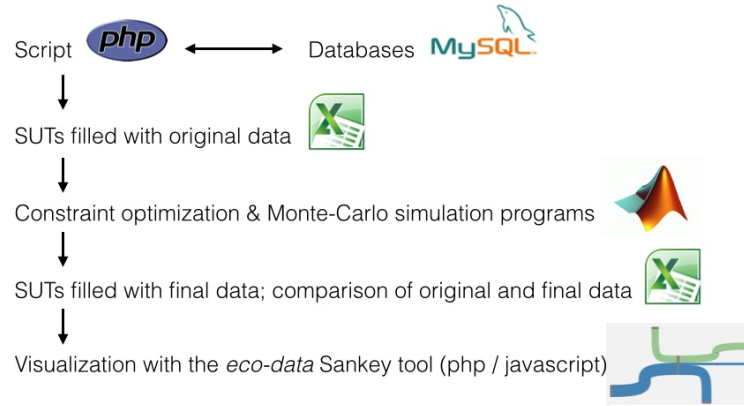 Script php Databases MySQL
SUTs filled with original data
Constraint optimization & Monte-Carlo simulation programs
SUTs filled with final data; comparison of original and final data
Visualization with the eco-data Sankey tool (php / javascript)